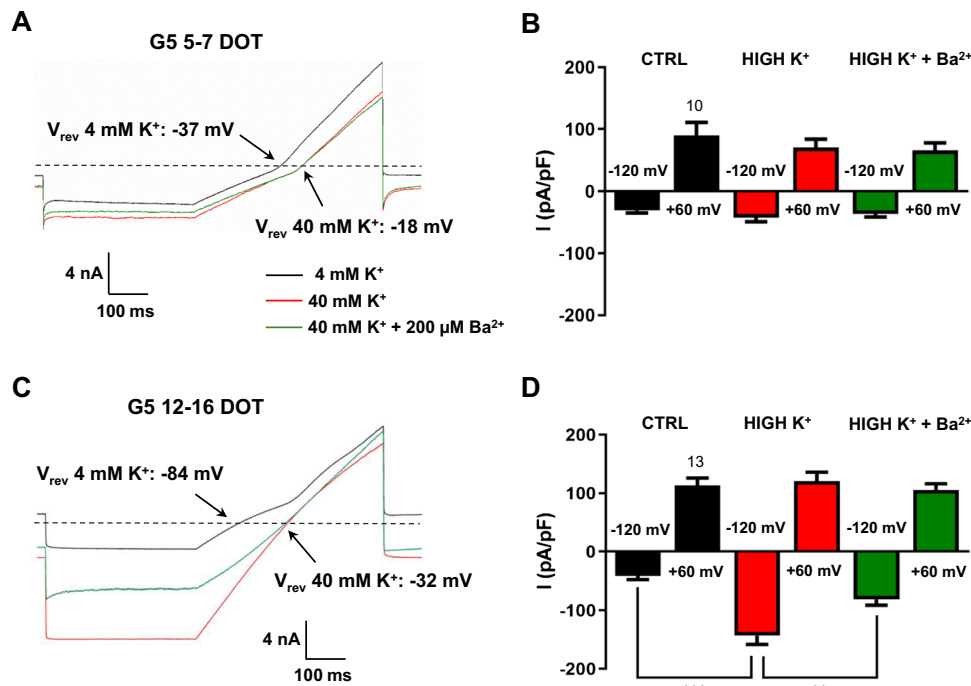 A
G5 5-7 DOT
Vrev 4 mM K+: -37 mV
Vrev 40 mM K+: -18 mV
4 nA
100 ms
4 mM K+
40 mM K+
40 mM K+ + 200 µM Ba2+
B
CTRL HIGH K+ HIGH K+ + Ba2+
I (pA/pF)
200
100
0
-100
-200
10
-120 mV -120 mV -120 mV
+60 mV +60 mV +60 mV
C
G5 12-16 DOT
Vrev 4 mM K+: -84 mV
Vrev 40 mM K+: -32 mV
4 nA
100 ms
D
CTRL HIGH K+ HIGH K+ + Ba2+
I (pA/pF)
200
100
0
-100
-200
13
-120 mV -120 mV -120 mV
+60 mV +60 mV +60 mV